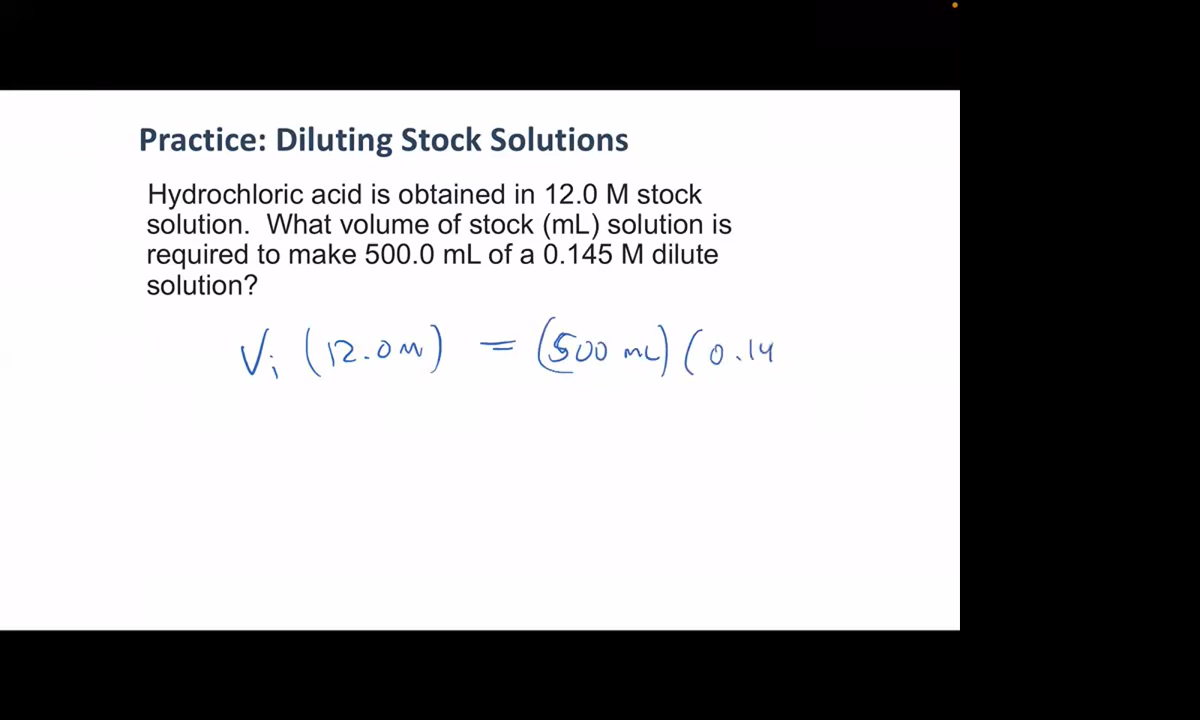 Practice: Diluting Stock Solutions
Hydrochloric acid is obtained in 12.0 M stock
solution. What volume of stock (mL) solution is
required to make 500.0 mL of a 0.145 M dilute
solution?
Vi (12.0M) = (500 mL) (0.14